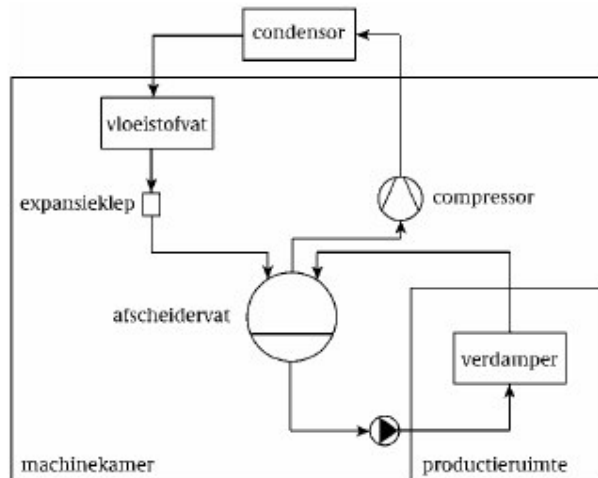 condensor
vloeistofvat
expansieklep
compressor
afscheidervat
verdamper
machinekamer
productieruimte